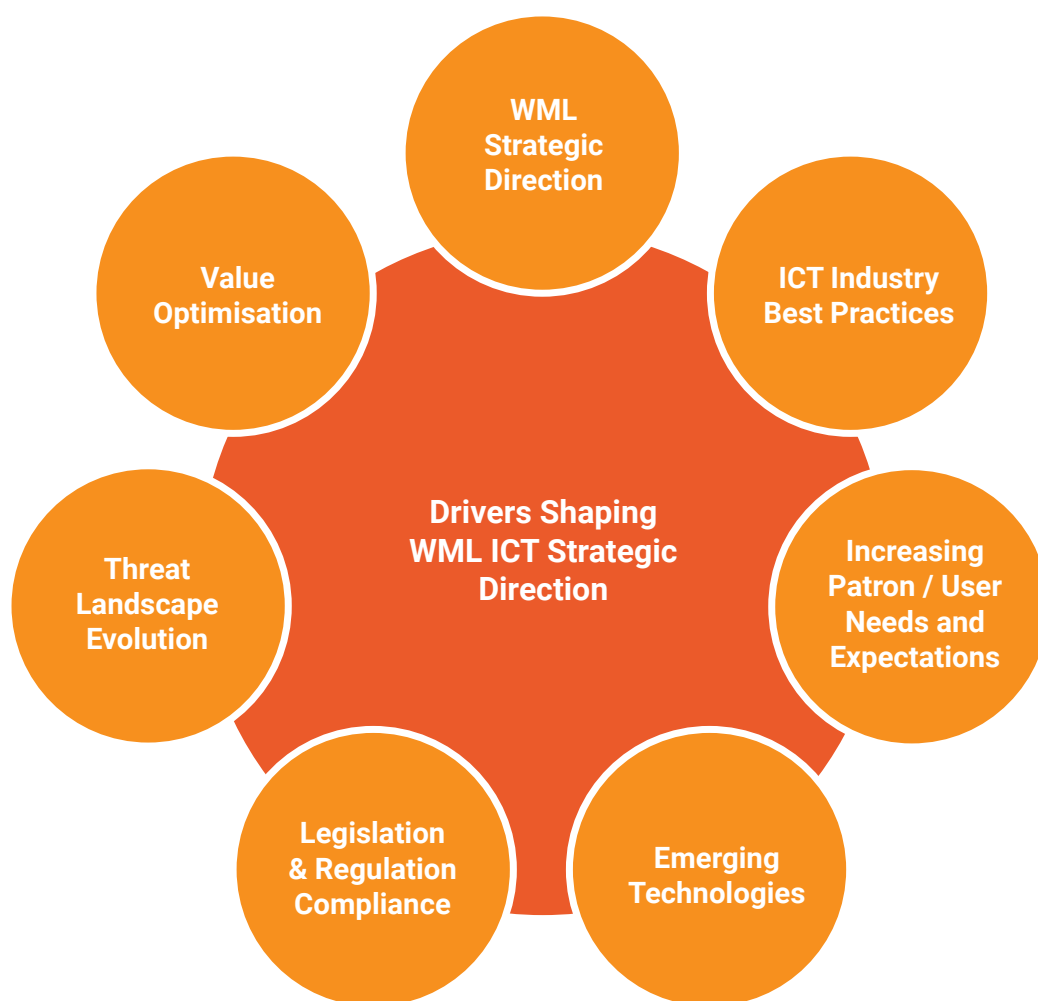 WML
Strategic
Direction
Value
Optimisation
ICT Industry
Best Practices
Drivers Shaping
WML ICT Strategic
Direction
Threat
Landscape
Evolution
Increasing
Patron / User
Needs and
Expectations
Legislation
& Regulation
Compliance
Emerging
Technologies